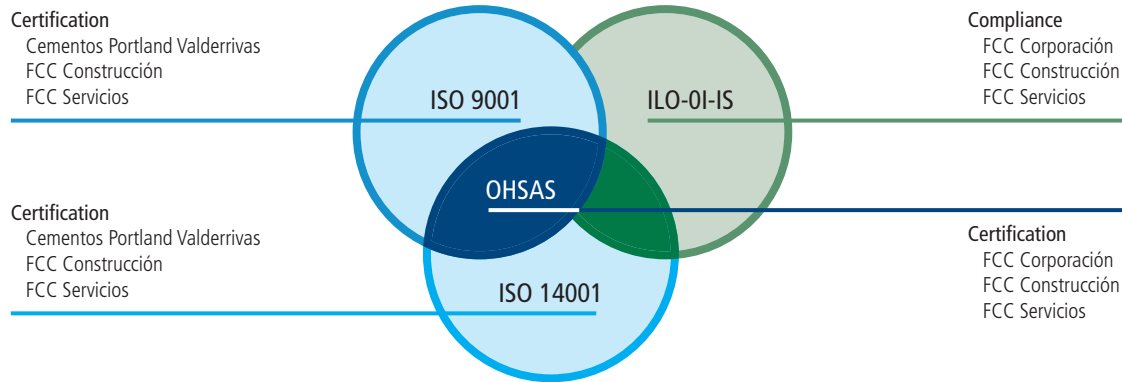 Certification
Cementos Portland Valderrivas
FCC Construcción
FCC Servicios
ISO 9001
ILO-0I-IS
Compliance
FCC Corporación
FCC Construcción
FCC Servicios
OHSAS
Certification
Cementos Portland Valderrivas
FCC Construcción
FCC Servicios
ISO 14001
Certification
FCC Corporación
FCC Construcción
FCC Servicios